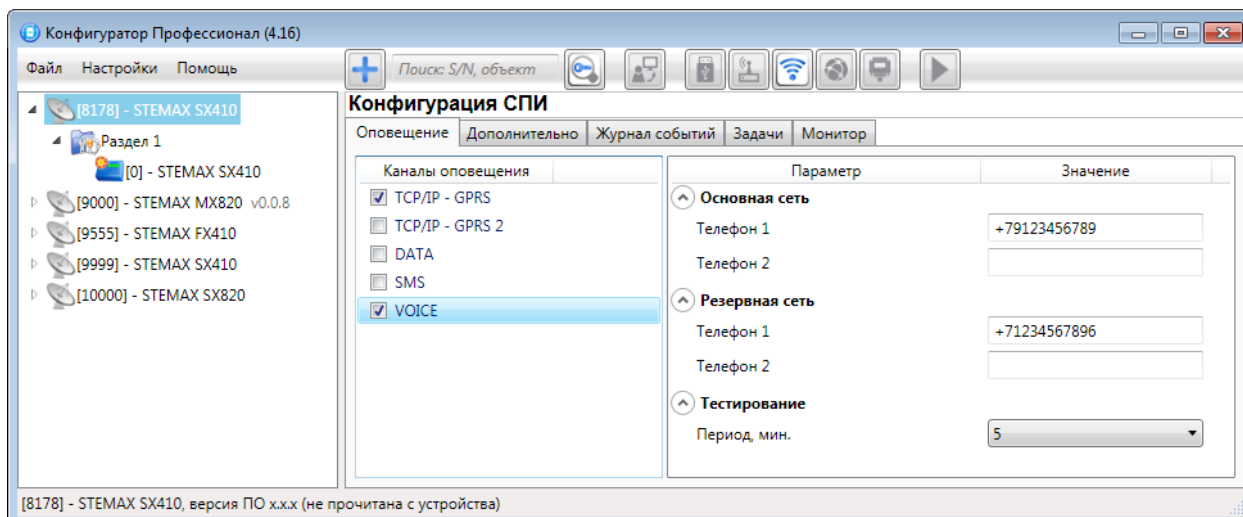 Конфигуратор Профессионал (4.16)
Файл Настройки Помощь
Поиск: S/N, объект
[8178] - STEMAX SX410
Раздел 1
[0] - STEMAX SX410
[9000] - STEMAX MX820 v0.0.8
[9555] - STEMAX FX410
[9999] - STEMAX SX410
[10000] - STEMAX SX820
Конфигурация СПИ
Оповещение Дополнительно Журнал событий Задачи Монитор
Каналы оповещения
TCP/IP - GPRS
TCP/IP - GPRS 2
DATA
SMS
VOICE
Параметр Значение
Основная сеть
Телефон 1 +79123456789
Телефон 2
Резервная сеть
Телефон 1 +71234567896
Телефон 2
Тестирование
Период, мин. 5
[8178] - STEMAX SX410, версия ПО x.x.x (не прочитана с устройства)